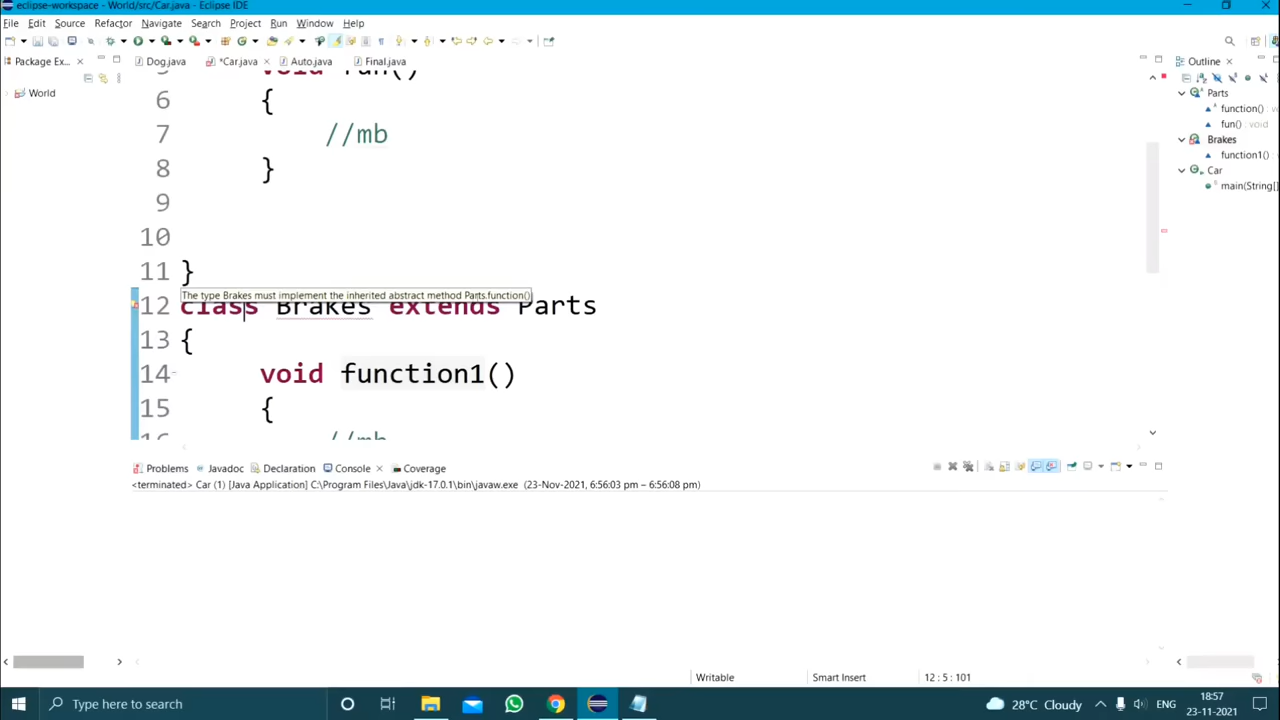 eclipse-workspace - World/src/Car.java - Eclipse IDE
File Edit Source Refactor Navigate Search Project Run Window Help
Package Ex...
Dog.java *Car.java Auto.java Final.java
Outline
World
void fun()
6 {
7 //mb
8 }
9
10
11 }
The type Brakes must implement the inherited abstract method Parts.function()
12 class Brakes extends Parts
13 {
14 void function1()
15 {
16 //mb
Parts
function() : vo
fun() : void
Brakes
function1()
Car
main(String[]
Problems Javadoc Declaration Console Coverage
<terminated> Car (1) [Java Application] C:\Program Files\Java\jdk-17.0.1\bin\javaw.exe (23-Nov-2021, 6:56:03 pm – 6:56:08 pm)
Writable Smart Insert 12 : 5 : 101
Type here to search
28°C Cloudy ENG
18:57
23-11-2021